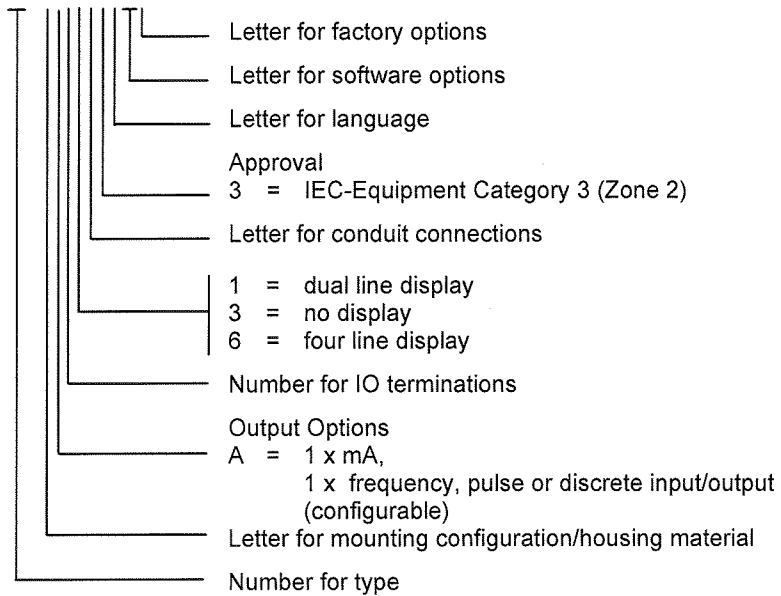 Letter for factory options
Letter for software options
Letter for language
Approval
3 = IEC-Equipment Category 3 (Zone 2)
Letter for conduit connections
1 = dual line display
3 = no display
6 = four line display
Number for IO terminations
Output Options
A = 1 x mA,
1 x frequency, pulse or discrete input/output
(configurable)
Letter for mounting configuration/housing material
Number for type